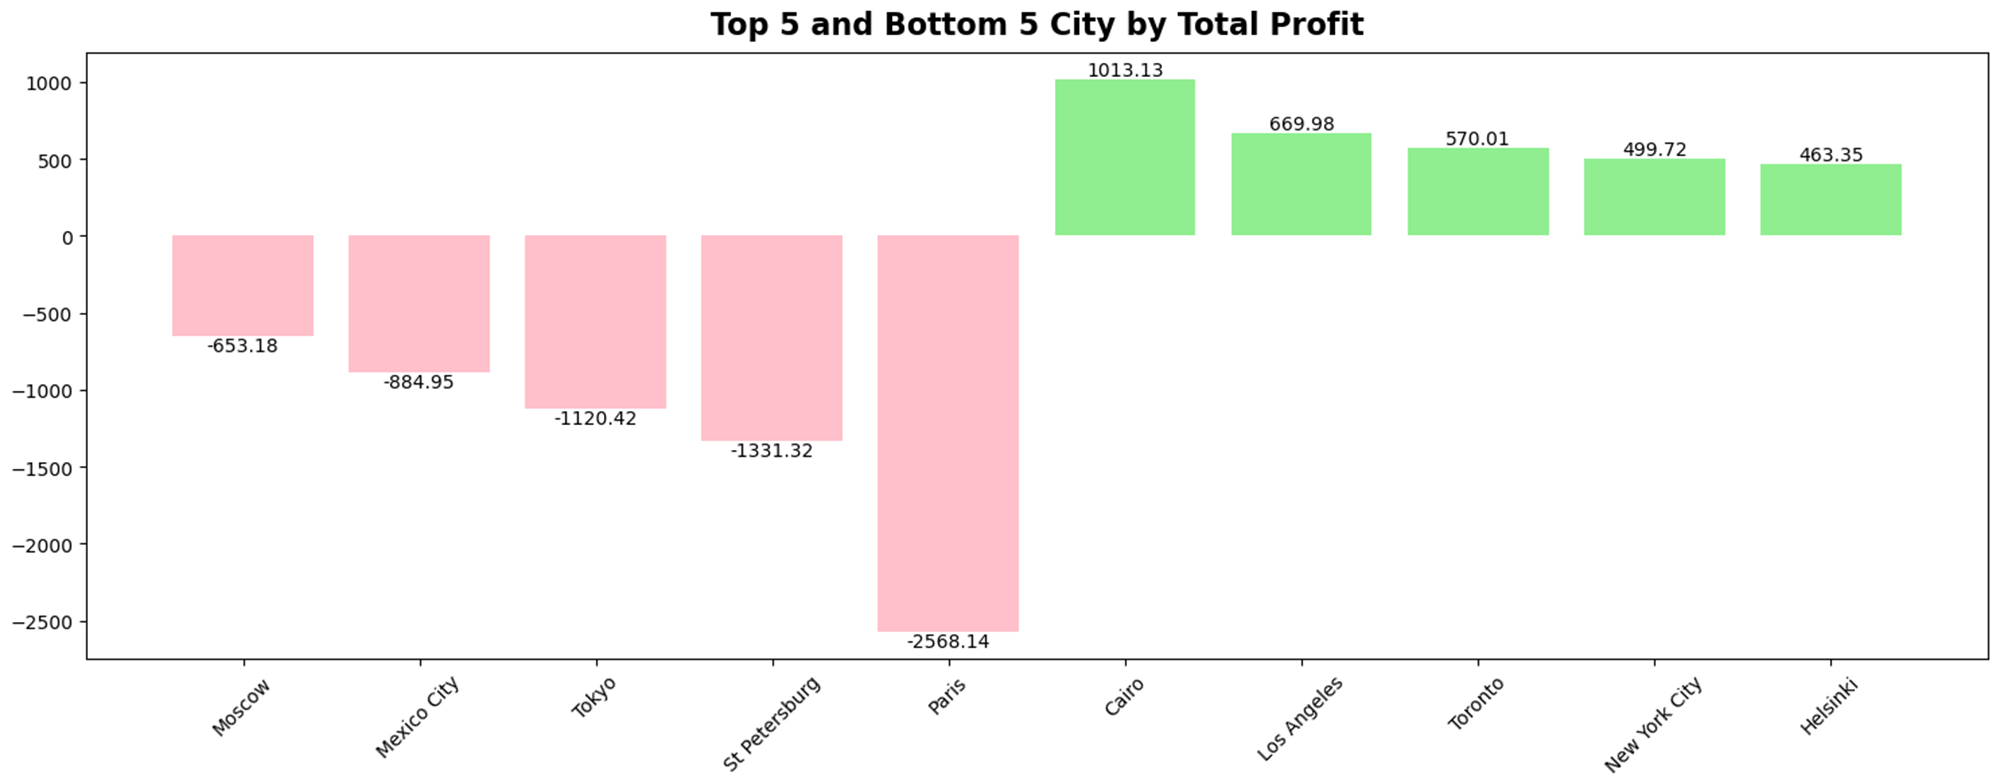 Top 5 and Bottom 5 City by Total Profit
1000
500
0
−500
−1000
−1500
−2000
−2500
-653.18
-884.95
-1120.42
-1331.32
-2568.14
1013.13
669.98
570.01
499.72
463.35
Moscow
Mexico City
Tokyo
St Petersburg
Paris
Cairo
Los Angeles
Toronto
New York City
Helsinki